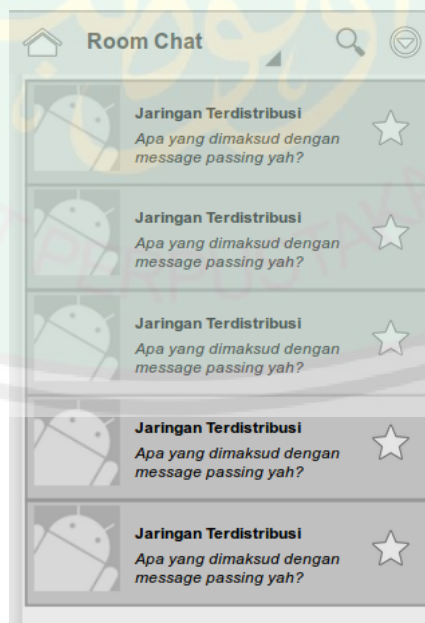 Room Chat
Jaringan Terdistribusi
Apa yang dimaksud dengan
message passing yah?
Jaringan Terdistribusi
Apa yang dimaksud dengan
message passing yah?
Jaringan Terdistribusi
Apa yang dimaksud dengan
message passing yah?
Jaringan Terdistribusi
Apa yang dimaksud dengan
message passing yah?
Jaringan Terdistribusi
Apa yang dimaksud dengan
message passing yah?